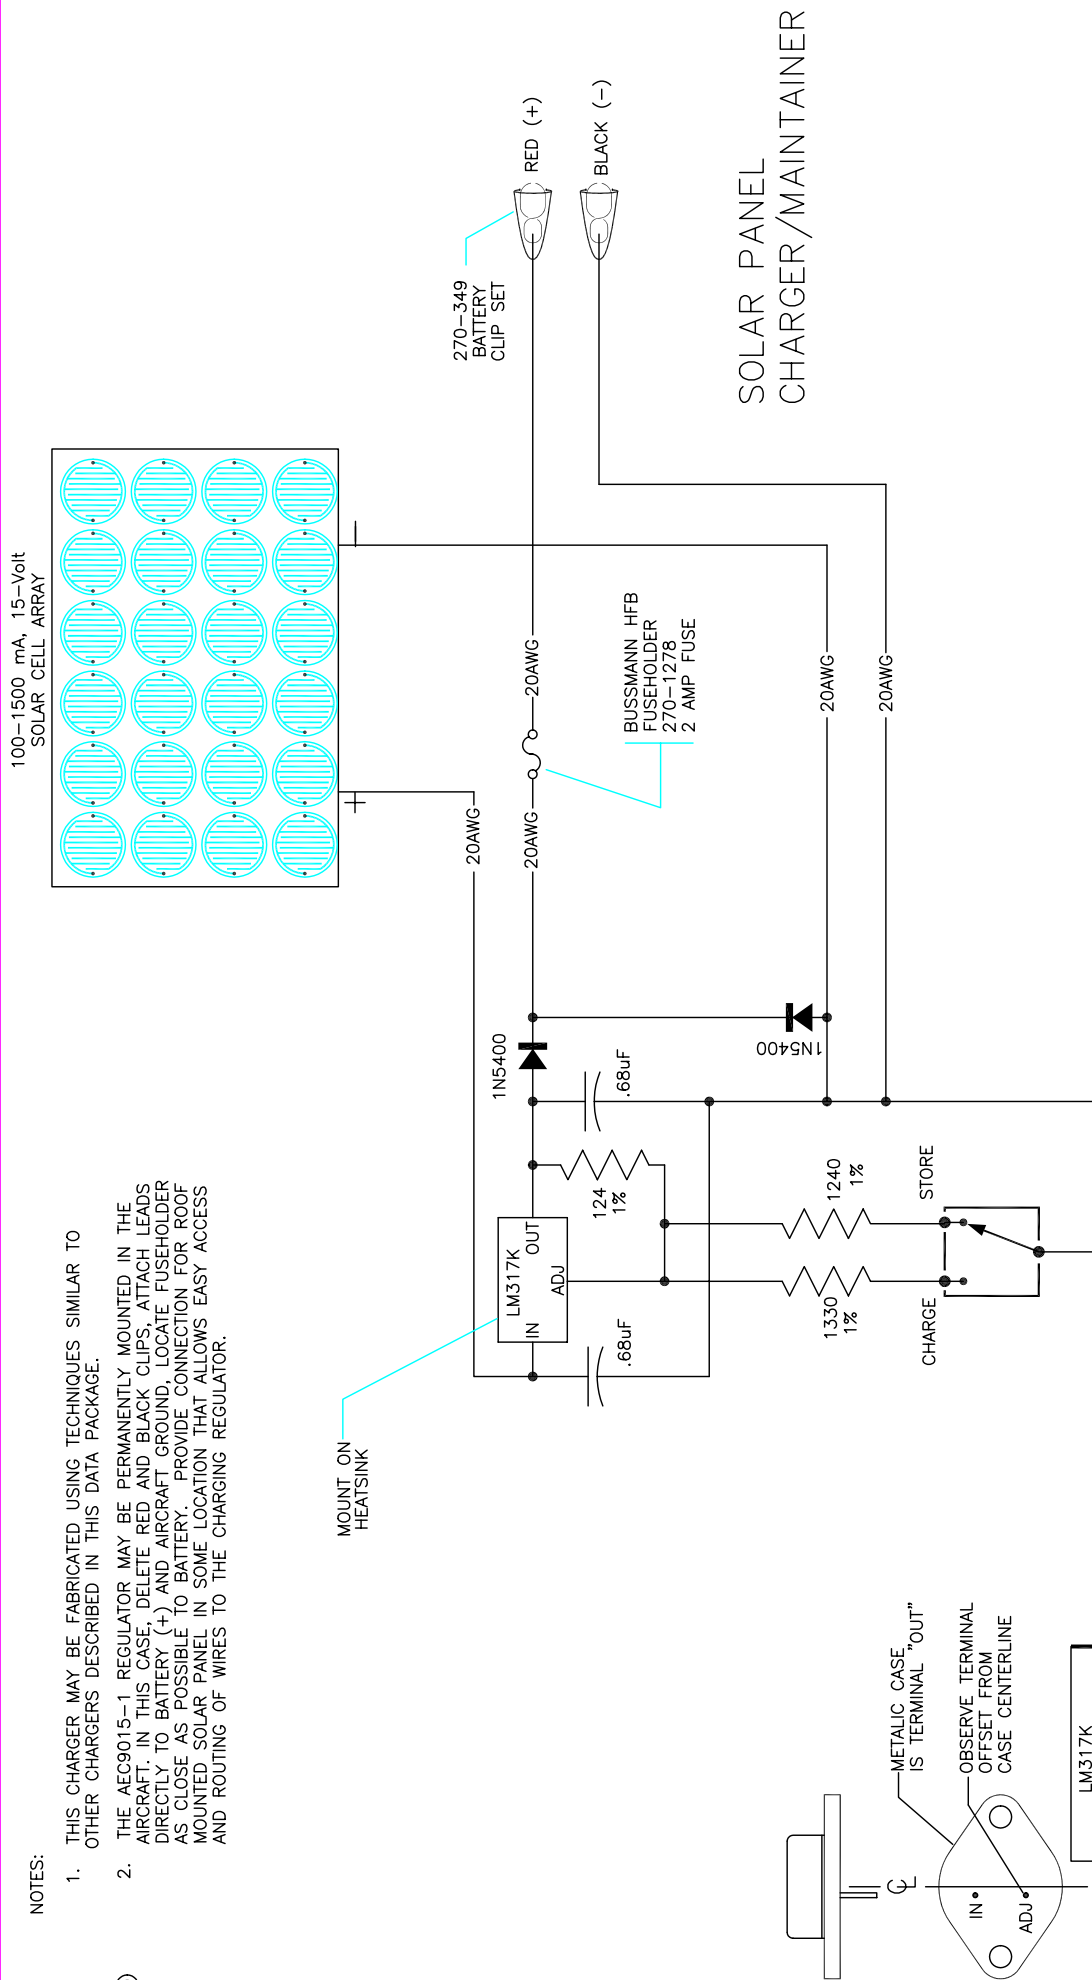 NOTES:
1. THIS CHARGER MAY BE FABRICATED USING TECHNIQUES SIMILAR TO
OTHER CHARGERS DESCRIBED IN THIS DATA PACKAGE.
2. THE AEC9015-1 REGULATOR MAY BE PERMANENTLY MOUNTED IN THE
AIRCRAFT. IN THIS CASE, DELETE RED AND BLACK CLIPS, ATTACH LEADS
DIRECTLY TO BATTERY (+) AND AIRCRAFT GROUND, LOCATE FUSEHOLDER
AS CLOSE AS POSSIBLE TO BATTERY. PROVIDE CONNECTION FOR ROOF
MOUNTED SOLAR PANEL IN SOME LOCATION THAT ALLOWS EASY ACCESS
AND ROUTING OF WIRES TO THE CHARGING REGULATOR.
100-1500 mA, 15-Volt
SOLAR CELL ARRAY
+
-
MOUNT ON
HEATSINK
270-349
BATTERY
CLIP SET
RED (+)
BLACK (-)
20AWG
20AWG
20AWG
BUSSMANN HFB
FUSEHOLDER
270-1278
2 AMP FUSE
20AWG
20AWG
1N5400
1N5400
LM317K
IN
OUT
ADJ
.68uF
.68uF
124
1%
1330
1%
1240
1%
CHARGE
STORE
SOLAR PANEL
CHARGER/MAINTAINER
METALIC CASE
IS TERMINAL "OUT"
OBSERVE TERMINAL
OFFSET FROM
CASE CENTERLINE
CL
IN
ADJ
LM317K